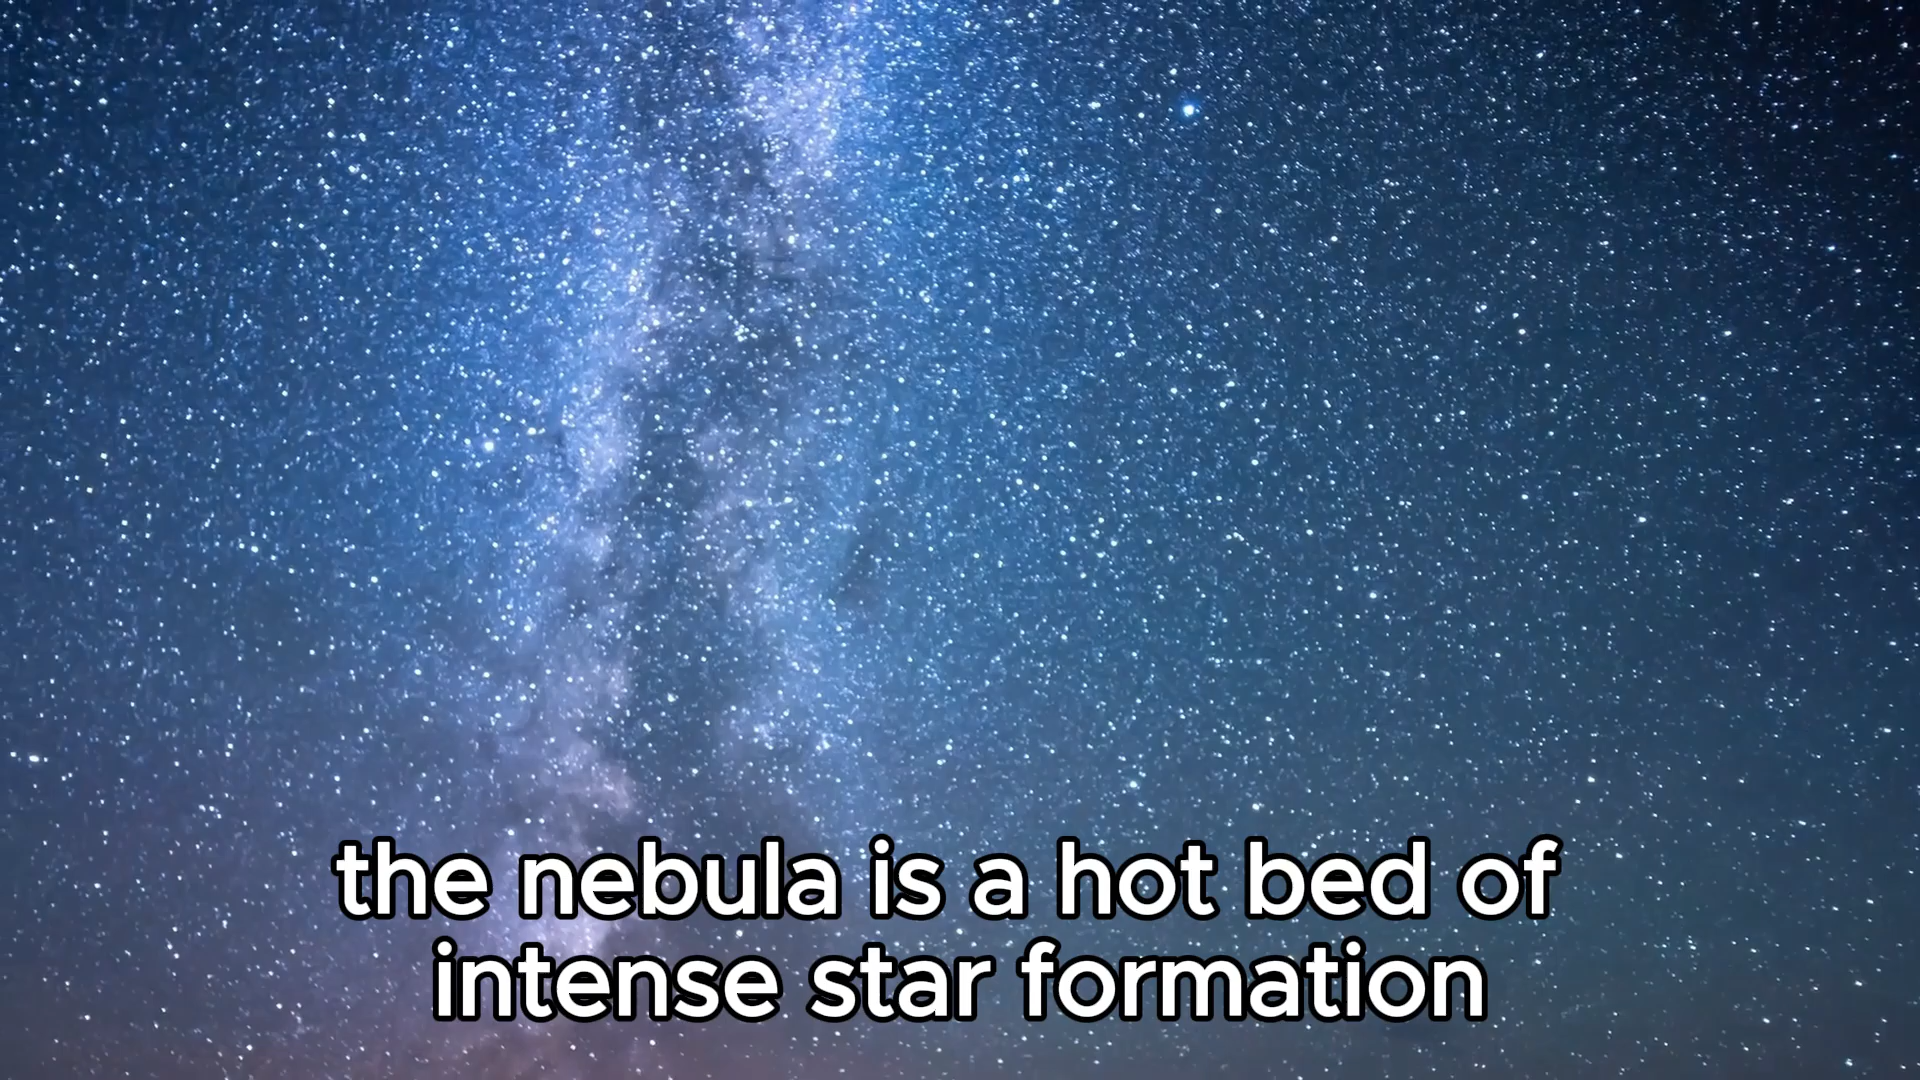 the nebula is a hot bed of
intense star formation